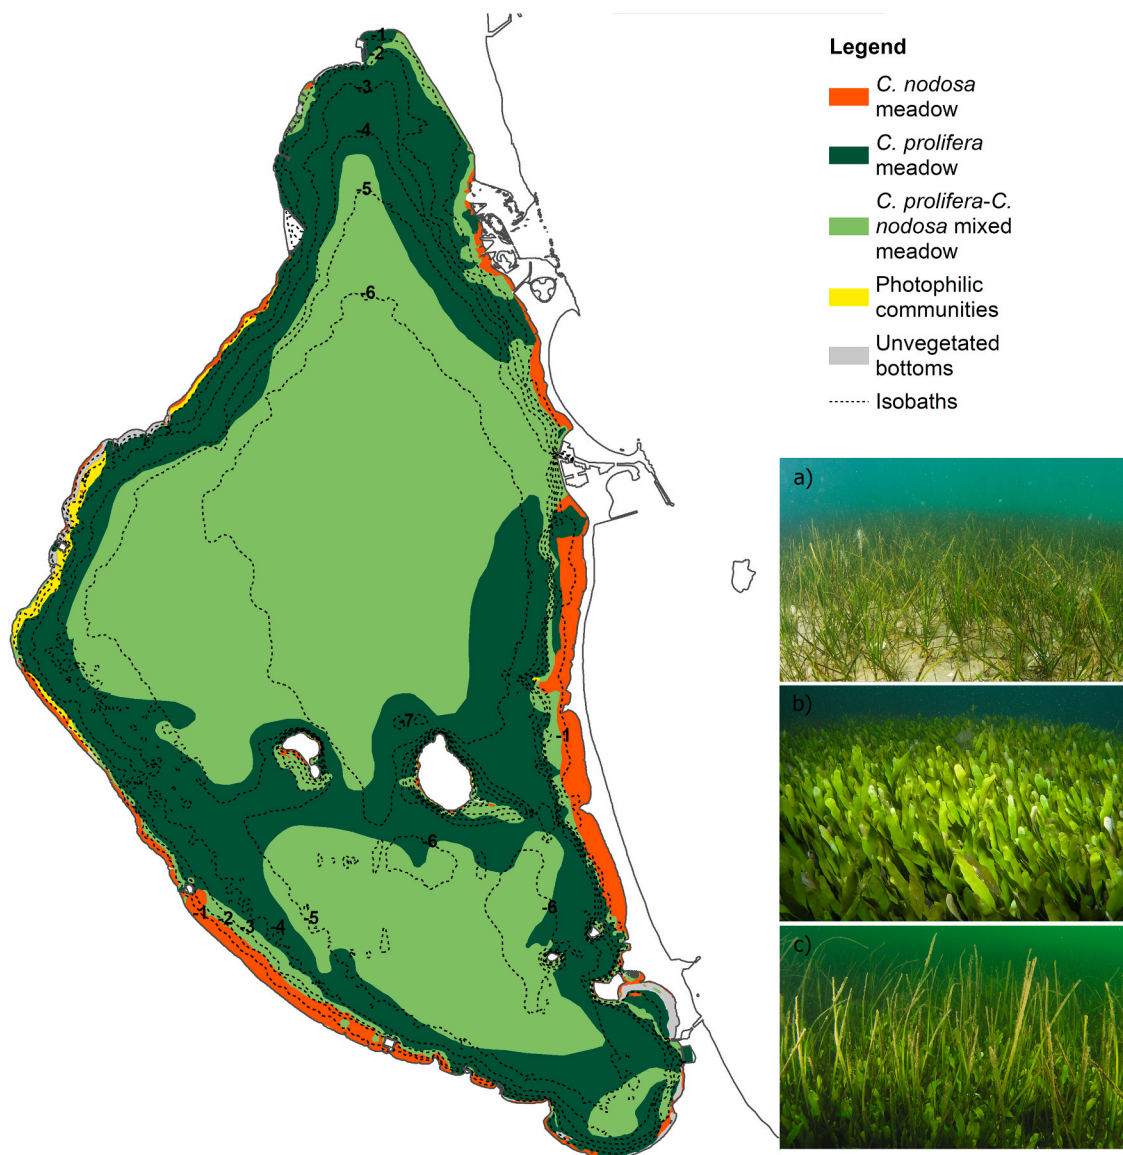 Legend
C. nodosa
meadow
C. prolifera
meadow
C. prolifera-C.
nodosa mixed
meadow
Photophilic
communities
Unvegetated
bottoms
Isobaths
-1
-2
-3
-4
-5
-6
-7
-1
-6
-6
-5
-1
-2
-3
-4
a)
b)
c)